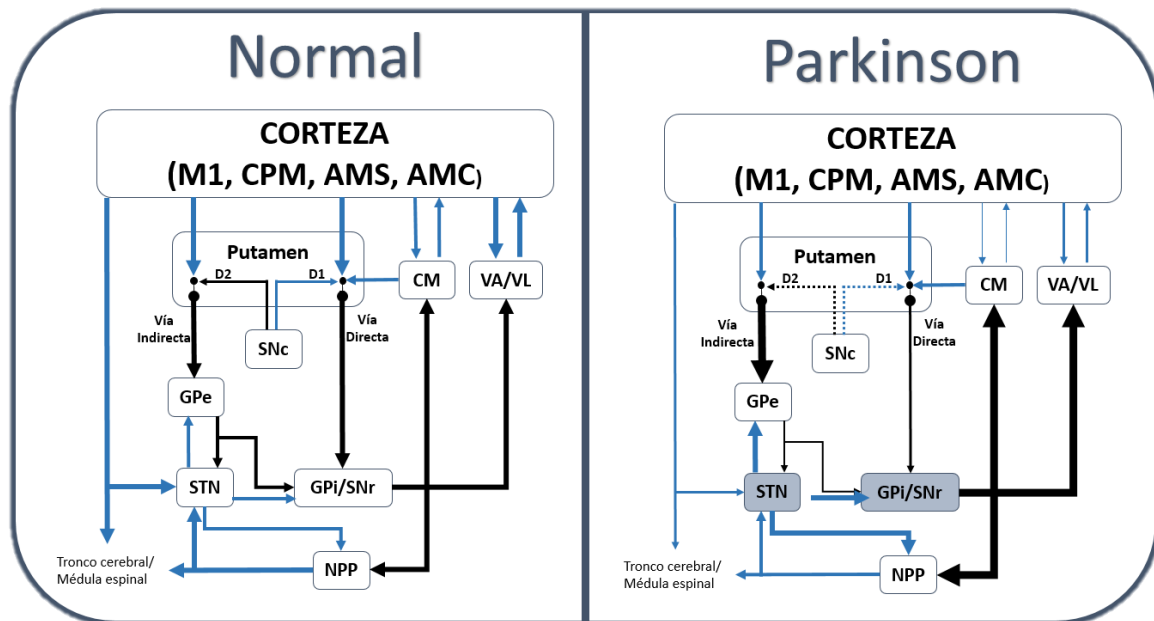 Normal
CORTEZA
(M1, CPM, AMS, AMC)
Putamen
D2
D1
CM
VA/VL
Vía
Indirecta
SNc
Vía
Directa
GPe
STN
GPi/SNr
Tronco cerebral/
Médula espinal
NPP
Parkinson
CORTEZA
(M1, CPM, AMS, AMC)
Putamen
D2
D1
CM
VA/VL
Vía
Indirecta
SNc
Vía
Directa
GPe
STN
GPi/SNr
Tronco cerebral/
Médula espinal
NPP